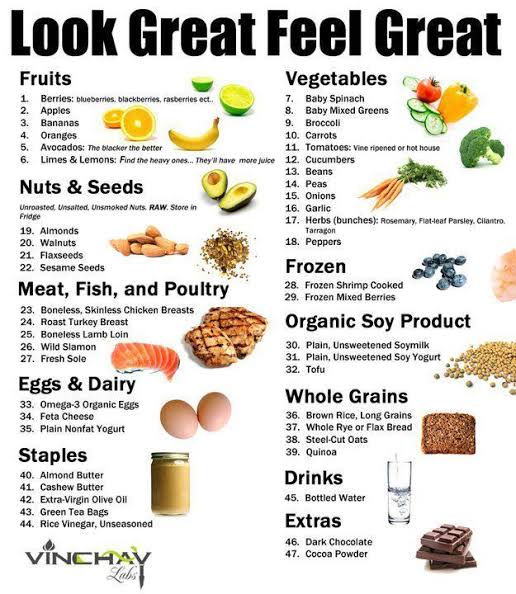 Look Great Feel Great
Fruits
1. Berries: blueberries, blackberries, rasberries ect..
2. Apples
3. Bananas
4. Oranges
5. Avocados: The blacker the better
6. Limes & Lemons: Find the heavy ones... They'll have more juice
Vegetables
7. Baby Spinach
8. Baby Mixed Greens
9. Broccoli
10. Carrots
11. Tomatoes: Vine ripened or hot house
12. Cucumbers
13. Beans
14. Peas
15. Onions
16. Garlic
17. Herbs (bunches): Rosemary, Flat-leaf Parsley, Cilantro.
Tarragon
18. Peppers
Nuts & Seeds
Unroasted, Unsalted, Unsmoked Nuts. RAW. Store in
Fridge
19. Almonds
20. Walnuts
21. Flaxseeds
22. Sesame Seeds
Meat, Fish, and Poultry
23. Boneless, Skinless Chicken Breasts
24. Roast Turkey Breast
25. Boneless Lamb Loin
26. Wild Slamon
27. Fresh Sole
Frozen
28. Frozen Shrimp Cooked
29. Frozen Mixed Berries
Organic Soy Product
30. Plain, Unsweetened Soymilk
31. Plain, Unsweetened Soy Yogurt
32. Tofu
Eggs & Dairy
33. Omega-3 Organic Eggs
34. Feta Cheese
35. Plain Nonfat Yogurt
Whole Grains
36. Brown Rice, Long Grains
37. Whole Rye or Flax Bread
38. Steel-Cut Oats
39. Quinoa
Staples
40. Almond Butter
41. Cashew Butter
42. Extra-Virgin Olive Oil
43. Green Tea Bags
44. Rice Vinegar, Unseasoned
Drinks
45. Bottled Water
Extras
46. Dark Chocolate
47. Cocoa Powder
VINCHAY
Labs